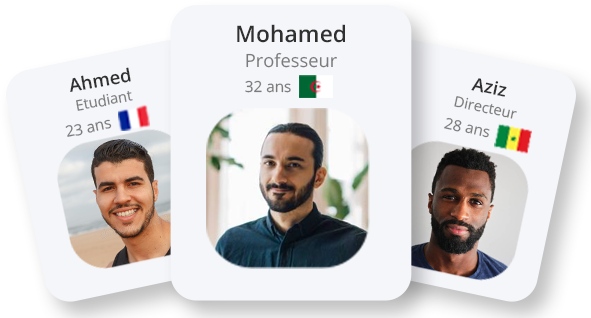 Ahmed
Etudiant
23 ans
Mohamed
Professeur
32 ans
Aziz
Directeur
28 ans